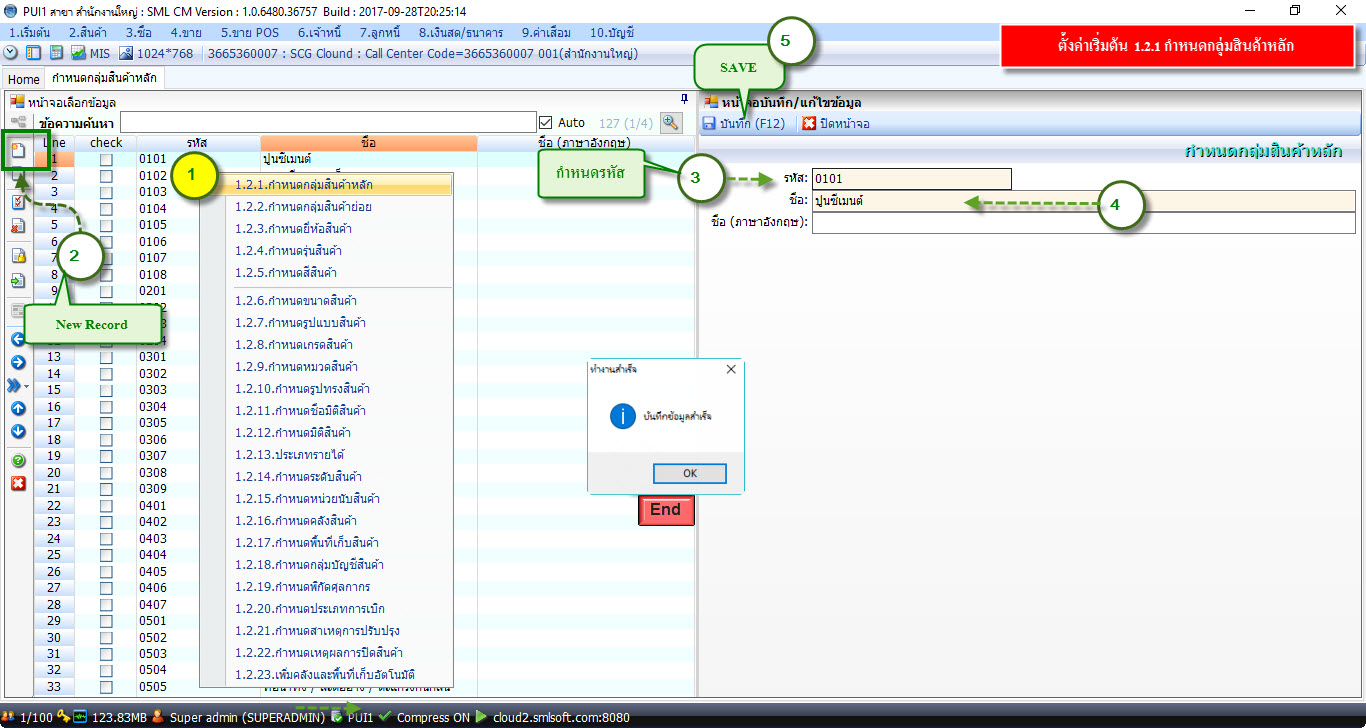 PUI1 สาขา สำนักงานใหญ่ : SML CM Version : 1.0.6480.36757 Build : 2017-09-28T20:25:14
1.เริ่มต้น 2.สินค้า 3.ซื้อ 4.ขาย 5.ขาย POS 6.เจ้าหนี้ 7.ลูกหนี้ 8.เงินสด/ธนาคาร 9.ค่าเสื่อม 10.บัญชี
MIS 1024*768 3665360007 : SCG Clound : Call Center Code=3665360007 001(สำนักงานใหญ่)
ตั้งค่าเริ่มต้น 1.2.1 กำหนดกลุ่มสินค้าหลัก
5
SAVE
Home กำหนดกลุ่มสินค้าหลัก
หน้าจอเลือกข้อมูล
ข้อความค้นหา Auto 127 (1/4)
Line check รหัส ชื่อ ชื่อ (ภาษาอังกฤษ)
1 0101 ปูนซีเมนต์
2 0102
3 0103
4 0104
5 0105
6 0106
7 0107
8 0108
9 0201
13 0301
14 0302
15 0303
16 0304
17 0305
18 0306
19 0307
20 0308
21 0309
22 0401
23 0402
24 0403
25 0404
26 0405
27 0406
28 0407
29 0501
30 0502
31 0503
32 0504
33 0505
1
1.2.1.กำหนดกลุ่มสินค้าหลัก
1.2.2.กำหนดกลุ่มสินค้าย่อย
1.2.3.กำหนดยี่ห้อสินค้า
1.2.4.กำหนดรุ่นสินค้า
1.2.5.กำหนดสีสินค้า
1.2.6.กำหนดขนาดสินค้า
1.2.7.กำหนดรูปแบบสินค้า
1.2.8.กำหนดเกรดสินค้า
1.2.9.กำหนดหมวดสินค้า
1.2.10.กำหนดรูปทรงสินค้า
1.2.11.กำหนดชื่อมิติสินค้า
1.2.12.กำหนดมิติสินค้า
1.2.13.ประเภทรายได้
1.2.14.กำหนดระดับสินค้า
1.2.15.กำหนดหน่วยนับสินค้า
1.2.16.กำหนดคลังสินค้า
1.2.17.กำหนดพื้นที่เก็บสินค้า
1.2.18.กำหนดกลุ่มบัญชีสินค้า
1.2.19.กำหนดพิกัดศุลกากร
1.2.20.กำหนดประเภทการเบิก
1.2.21.กำหนดสาเหตุการปรับปรุง
1.2.22.กำหนดเหตุผลการปิดสินค้า
1.2.23.เพิ่มคลังและพื้นที่เก็บอัตโนมัติ
2
New Record
กำหนดรหัส
3
หน้าจอบันทึก/แก้ไขข้อมูล
บันทึก (F12) ปิดหน้าจอ
กำหนดกลุ่มสินค้าหลัก
รหัส: 0101
ชื่อ: ปูนซีเมนต์
4
ชื่อ (ภาษาอังกฤษ):
ทำงานสำเร็จ
บันทึกข้อมูลสำเร็จ
OK
End
1/100 123.83MB Super admin (SUPERADMIN) PUI1 Compress ON cloud2.smlsoft.com:8080